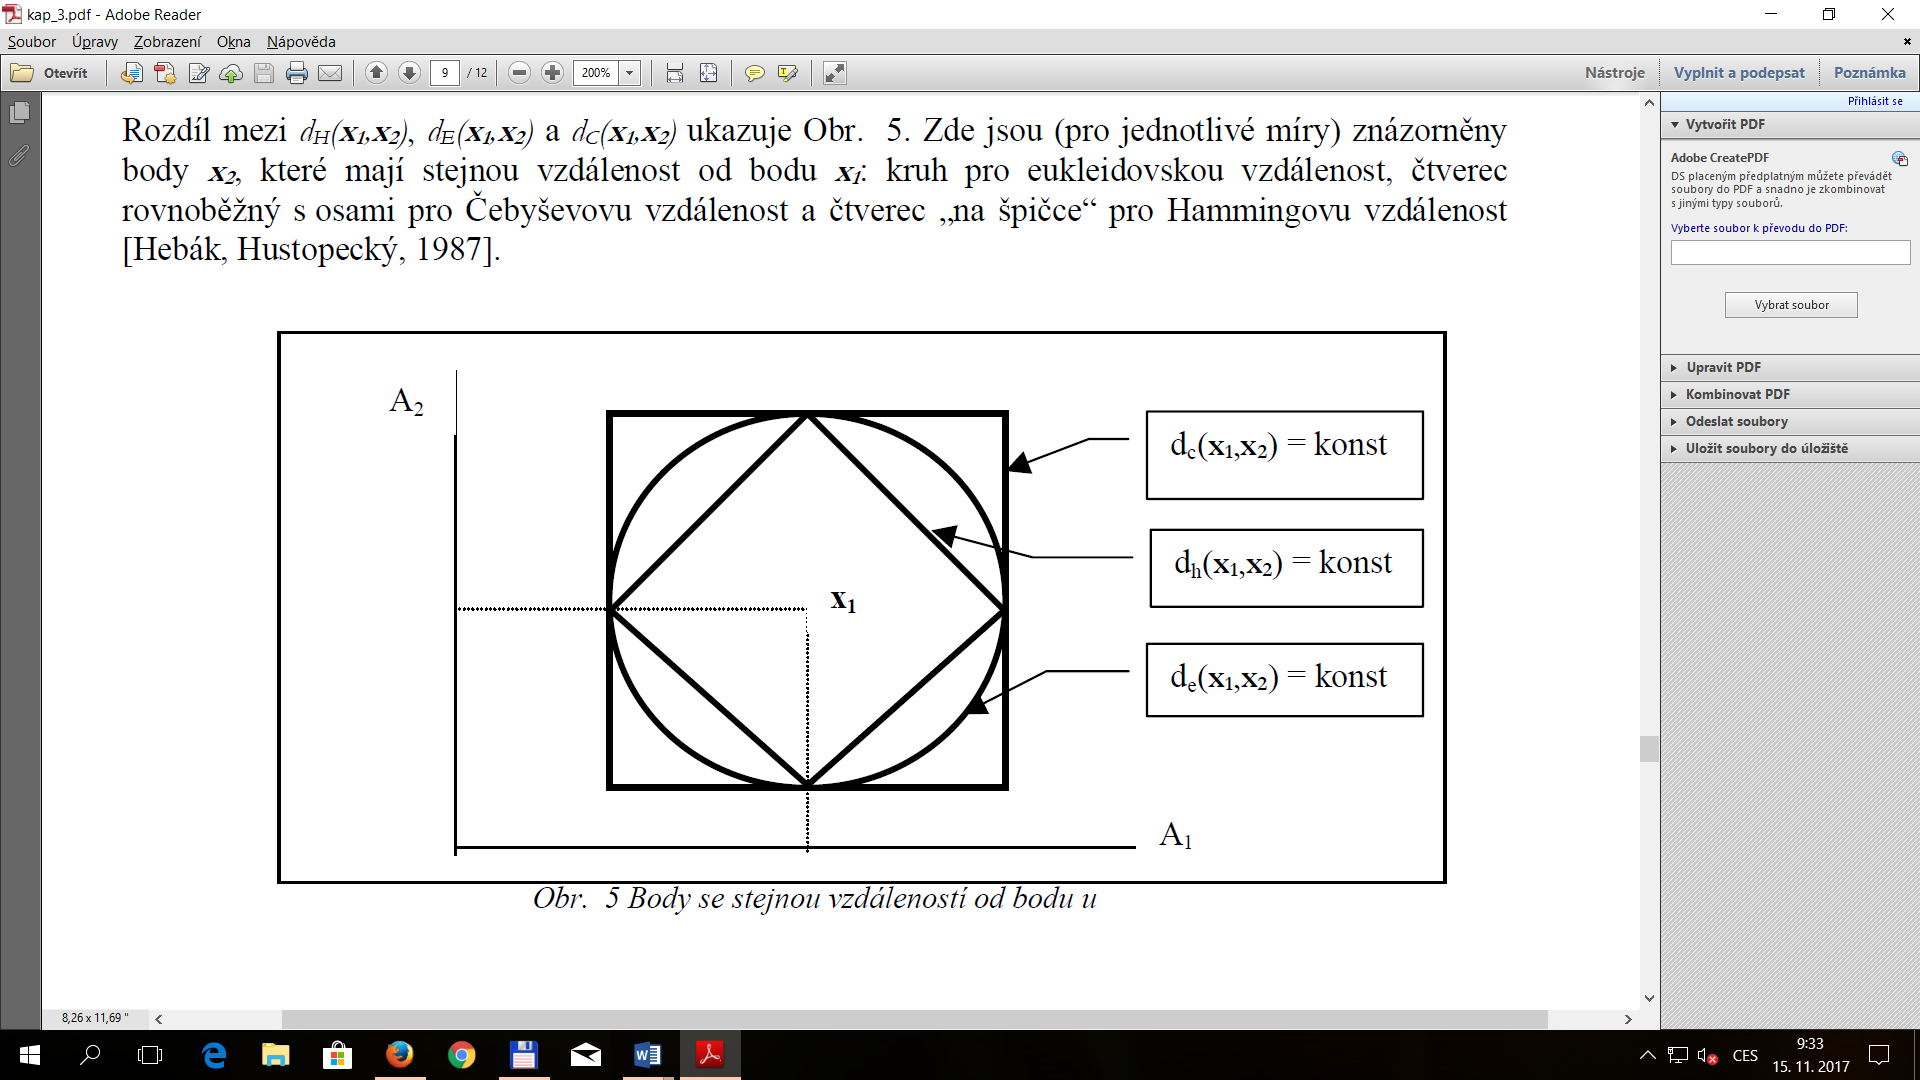 kap_3.pdf - Adobe Reader
Soubor Úpravy Zobrazení Okna Nápověda
Otevřít 9 / 12 200% Nástroje Vyplnit a podepsat Poznámka
Přihlásit se
Vytvořit PDF
Adobe CreatePDF
DS placeným předplatným můžete převádět
soubory do PDF a snadno je zkombinovat
s jinými typy souborů.
Vyberte soubor k převodu do PDF:
Vybrat soubor
Upravit PDF
Kombinovat PDF
Odeslat soubory
Uložit soubory do úložiště
Rozdíl mezi dH(x1,x2), dE(x1,x2) a dC(x1,x2) ukazuje Obr. 5. Zde jsou (pro jednotlivé míry) znázorněny
body x2, které mají stejnou vzdálenost od bodu x1: kruh pro eukleidovskou vzdálenost, čtverec
rovnoběžný s osami pro Čebyševovu vzdálenost a čtverec „na špičce“ pro Hammingovu vzdálenost
[Hebák, Hustopecký, 1987].
A2
dc(x1,x2) = konst
dh(x1,x2) = konst
x1
de(x1,x2) = konst
A1
Obr. 5 Body se stejnou vzdáleností od bodu u
8,26 x 11,69 "
CES
9:33
15. 11. 2017